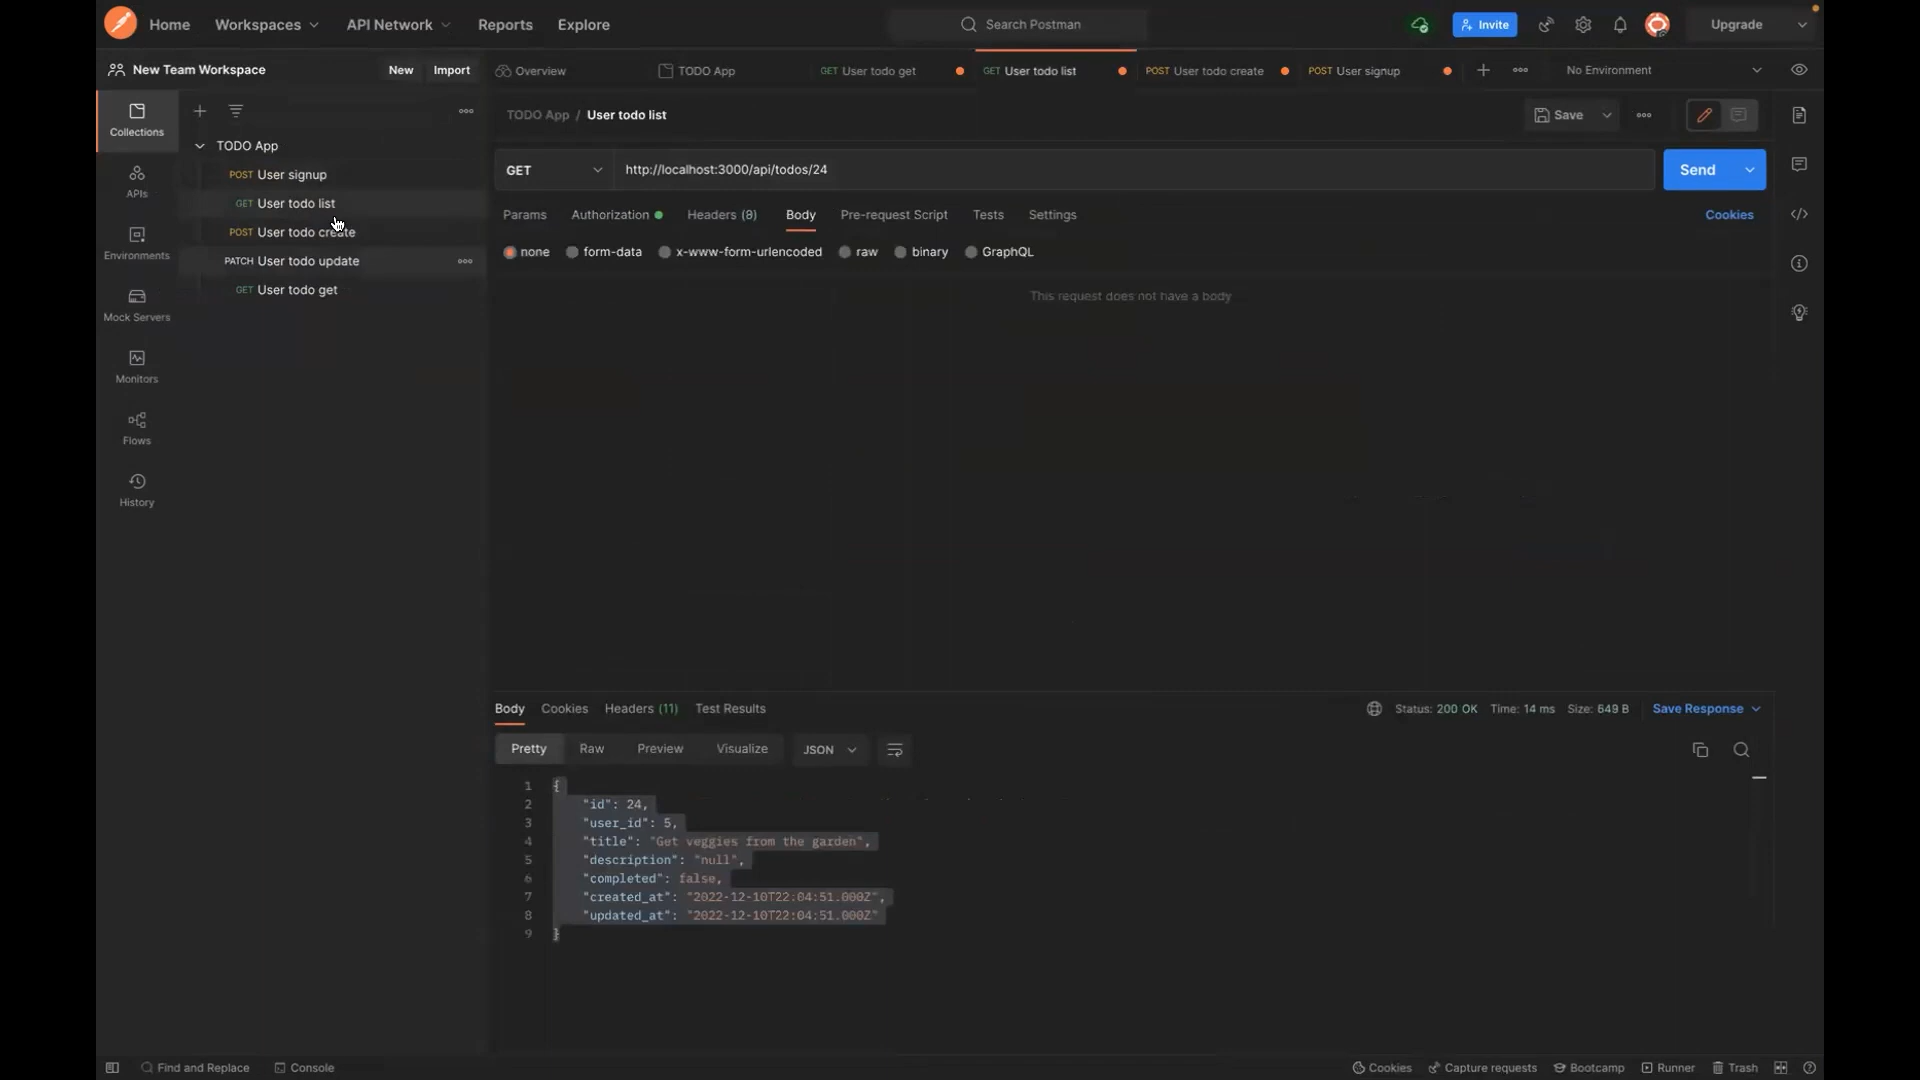 Home Workspaces API Network Reports Explore Search Postman Invite Upgrade
New Team Workspace New Import Overview TODO App GET User todo get GET User todo list POST User todo create POST User signup No Environment
Collections
TODO App
POST User signup
GET User todo list
POST User todo create
PATCH User todo update
GET User todo get
APIs
Environments
Mock Servers
Monitors
Flows
History
TODO App / User todo list Save
GET http://localhost:3000/api/todos/24 Send
Params Authorization Headers (9) Body Pre-request Script Tests Settings Cookies
none form-data x-www-form-urlencoded raw binary GraphQL
This request does not have a body
Body Cookies Headers (11) Test Results Status: 200 OK Time: 14 ms Size: 649 B Save Response
Pretty Raw Preview Visualize JSON
1 {
2 "id": 24,
3 "user_id": 5,
4 "title": "Get veggies from the garden",
5 "description": "null",
6 "completed": false,
7 "created_at": "2022-12-10T22:04:51.000Z",
8 "updated_at": "2022-12-10T22:04:51.000Z"
9 }
Find and Replace Console Cookies Capture requests Bootcamp Runner Trash